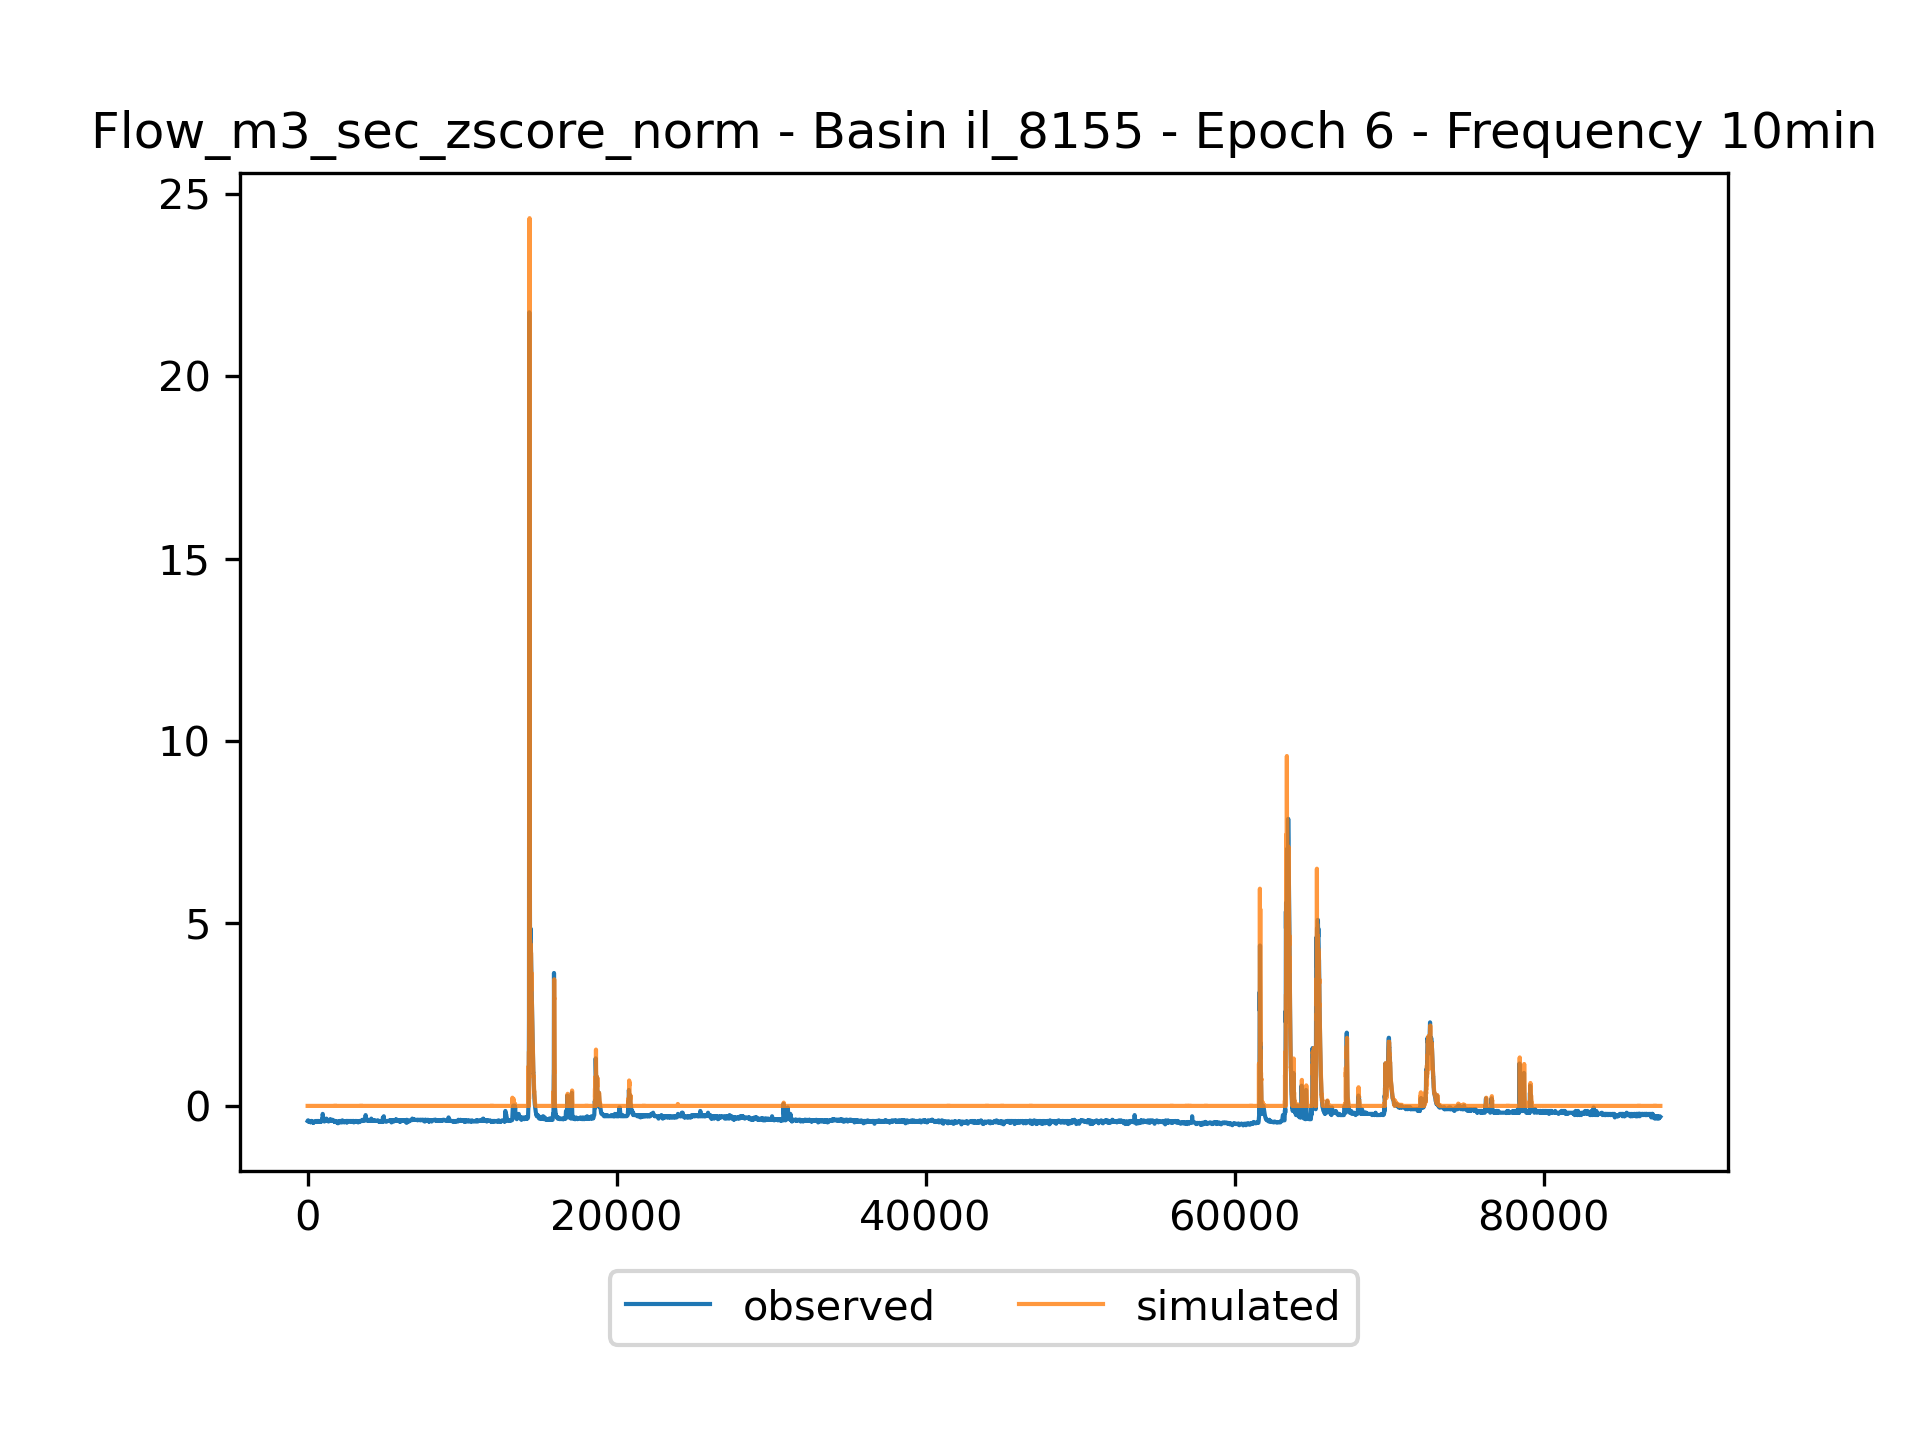 Flow_m3_sec_zscore_norm - Basin il_8155 - Epoch 6 - Frequency 10min
25
20
15
10
5
0
0 20000 40000 60000 80000
observed simulated